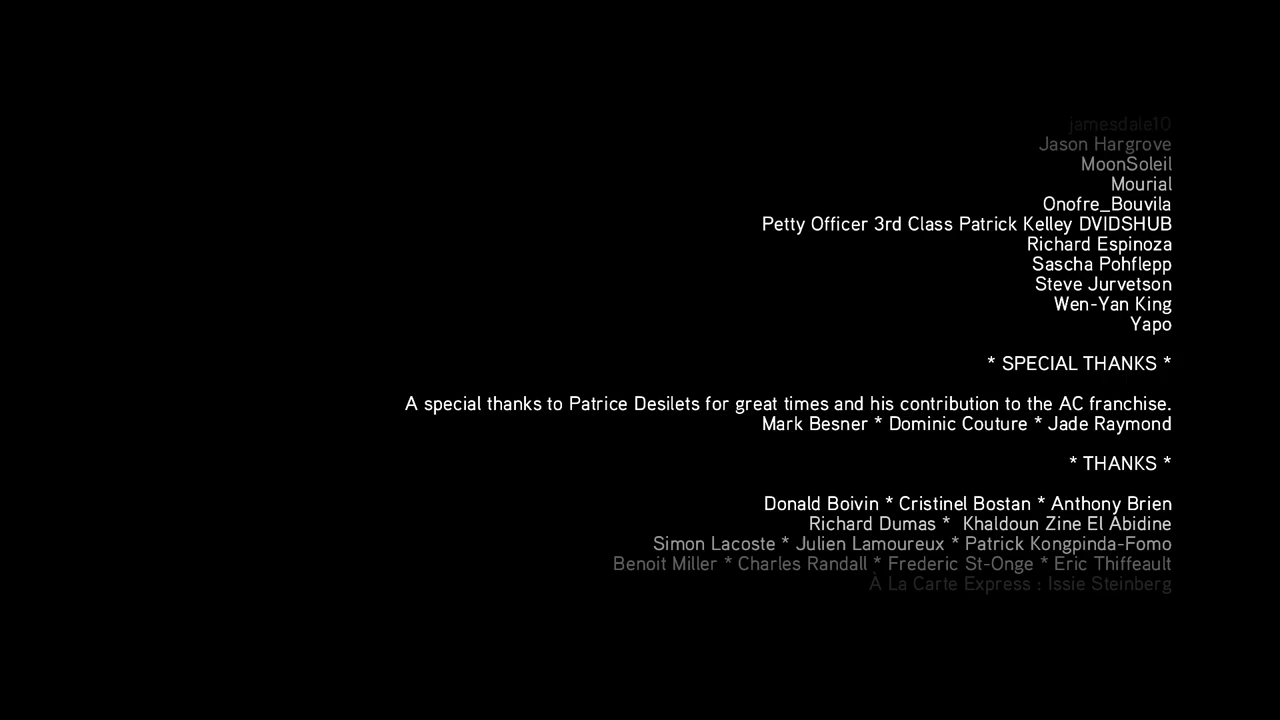 jamesdale10
Jason Hargrove
MoonSoleil
Mourial
Onofre_Bouvila
Petty Officer 3rd Class Patrick Kelley DVIDSHUB
Richard Espinoza
Sascha Pohflepp
Steve Jurvetson
Wen-Yan King
Yapo
* SPECIAL THANKS *
A special thanks to Patrice Desilets for great times and his contribution to the AC franchise.
Mark Besner * Dominic Couture * Jade Raymond
* THANKS *
Donald Boivin * Cristinel Bostan * Anthony Brien
Richard Dumas *  Khaldoun Zine El Abidine
Simon Lacoste * Julien Lamoureux * Patrick Kongpinda-Fomo
Benoit Miller * Charles Randall * Frederic St-Onge * Eric Thiffeault
À La Carte Express : Issie Steinberg